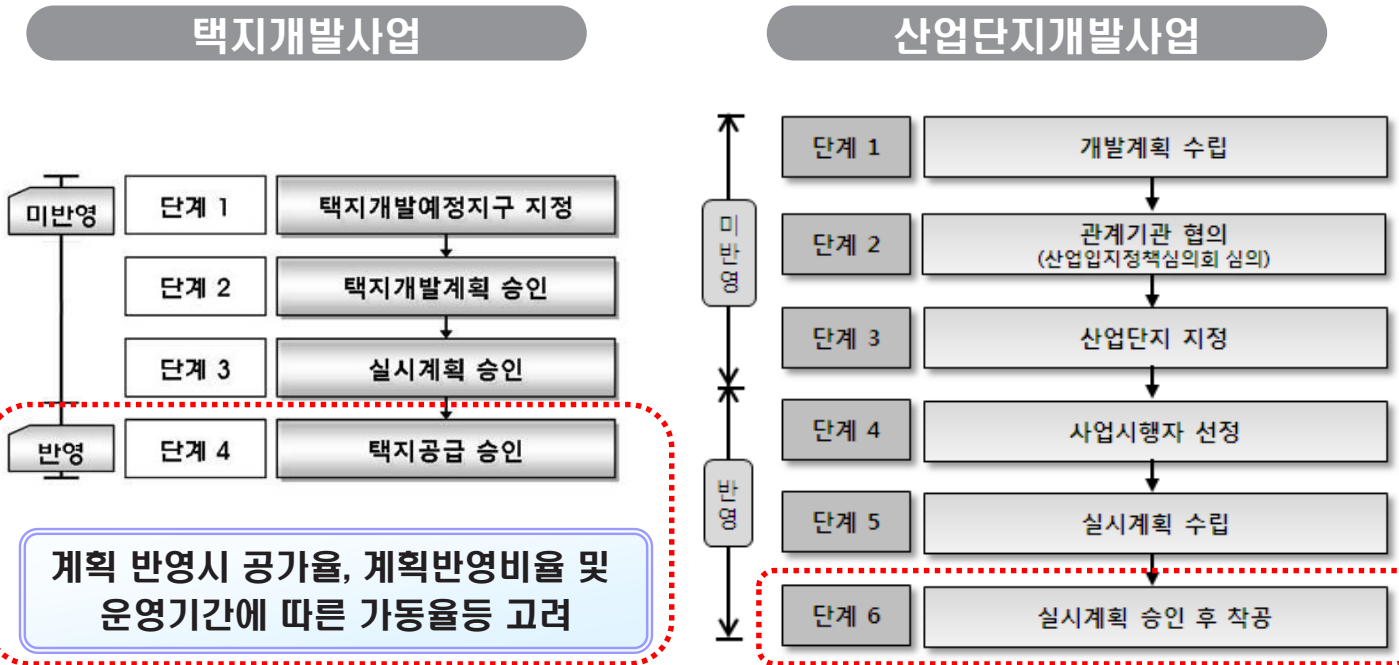 택지개발사업
미반영
단계 1
택지개발예정지구 지정
단계 2
택지개발계획 승인
단계 3
실시계획 승인
반영
단계 4
택지공급 승인
계획 반영시 공가율, 계획반영비율 및
운영기간에 따른 가동율등 고려
산업단지개발사업
미
반
영
단계 1
개발계획 수립
단계 2
관계기관 협의
(산업입지정책심의회 심의)
단계 3
산업단지 지정
반
영
단계 4
사업시행자 선정
단계 5
실시계획 수립
단계 6
실시계획 승인 후 착공